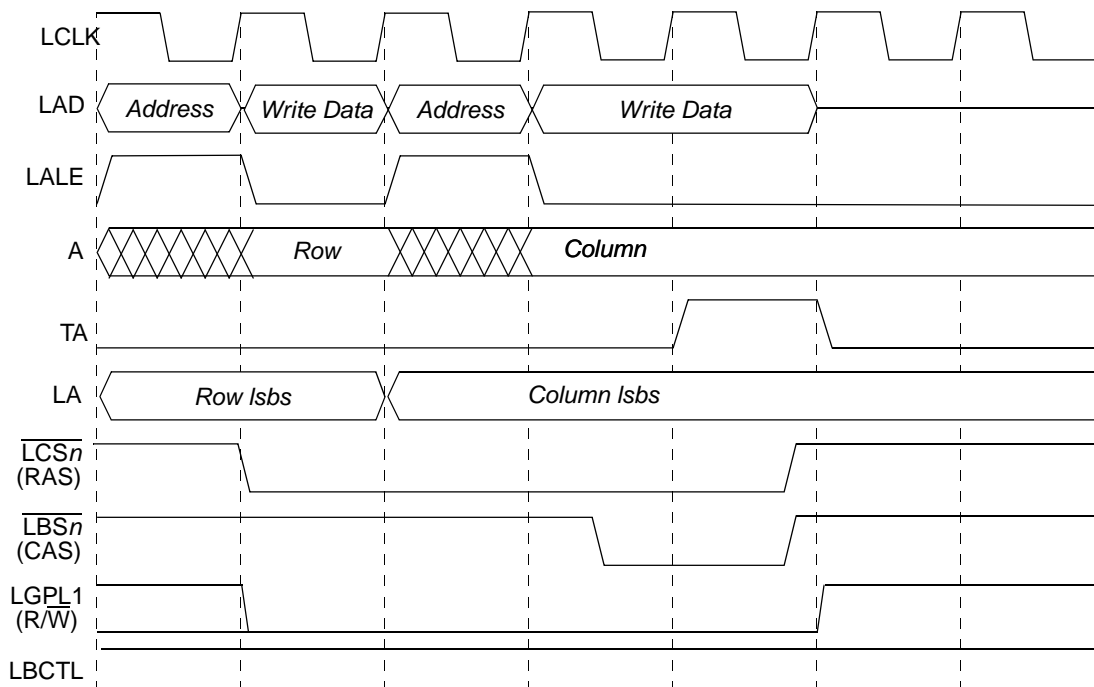 LCLK
LAD Address Write Data Address Write Data
LALE
A Row Column
TA
LA Row lsbs Column lsbs
LCSn
(RAS)
LBSn
(CAS)
LGPL1
(R/W)
LBCTL